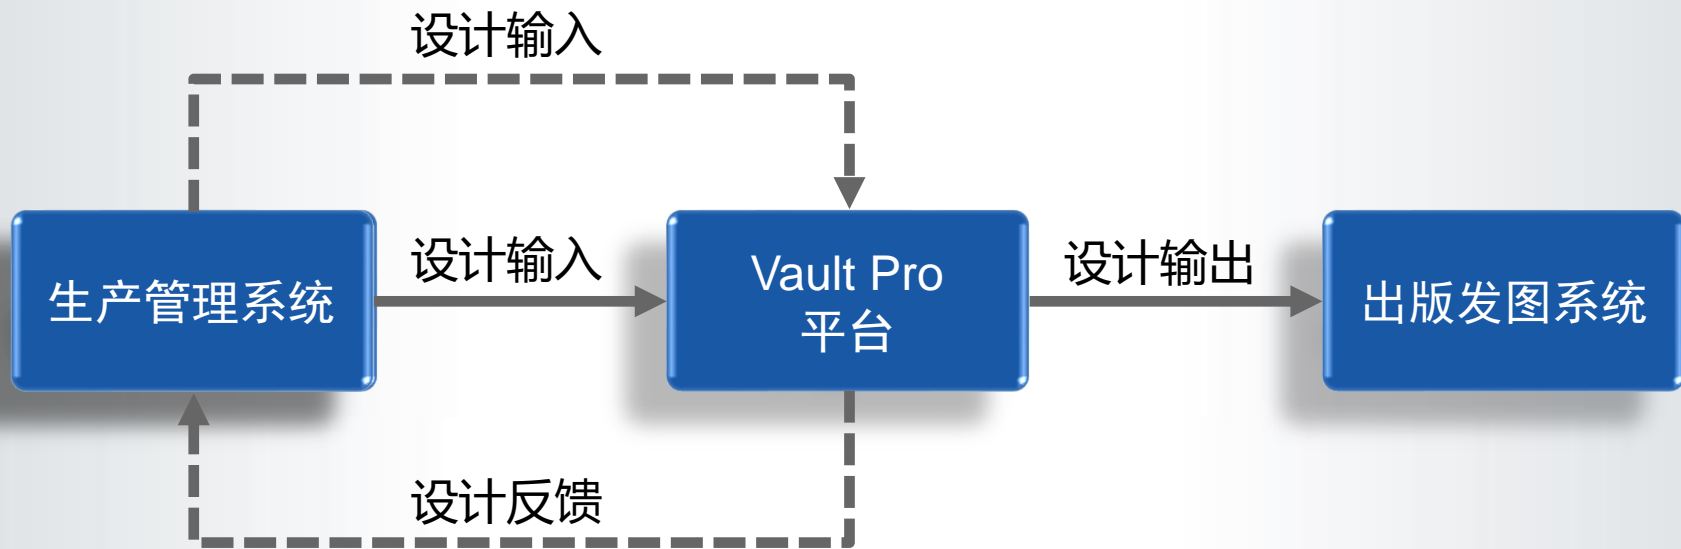 设计输入
设计输入
生产管理系统
Vault Pro
平台
设计输出
出版发图系统
设计反馈